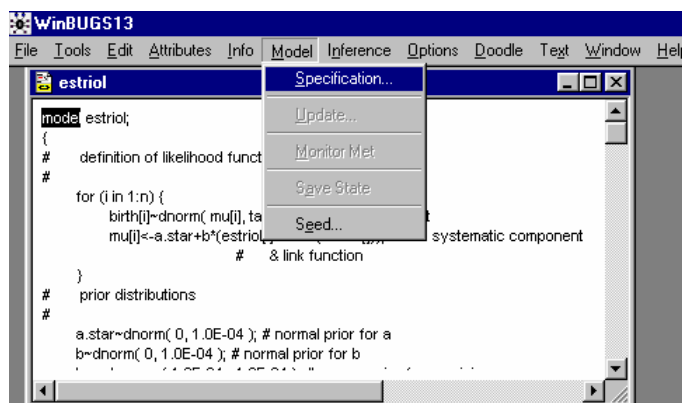 WinBUGS13
File Tools Edit Attributes Info Model Inference Options Doodle Text Window Help
estriol
Specification...
Update...
Monitor Met
Save State
Seed...
model estriol;
{
# definition of likelihood funct
#
for (i in 1:n) {
birth[i]~dnorm( mu[i], ta
mu[i]<-a.star+b*(estriol systematic component
# & link function
}
# prior distributions
#
a.star~dnorm( 0, 1.0E-04 ); # normal prior for a
b~dnorm( 0, 1.0E-04 ); # normal prior for b